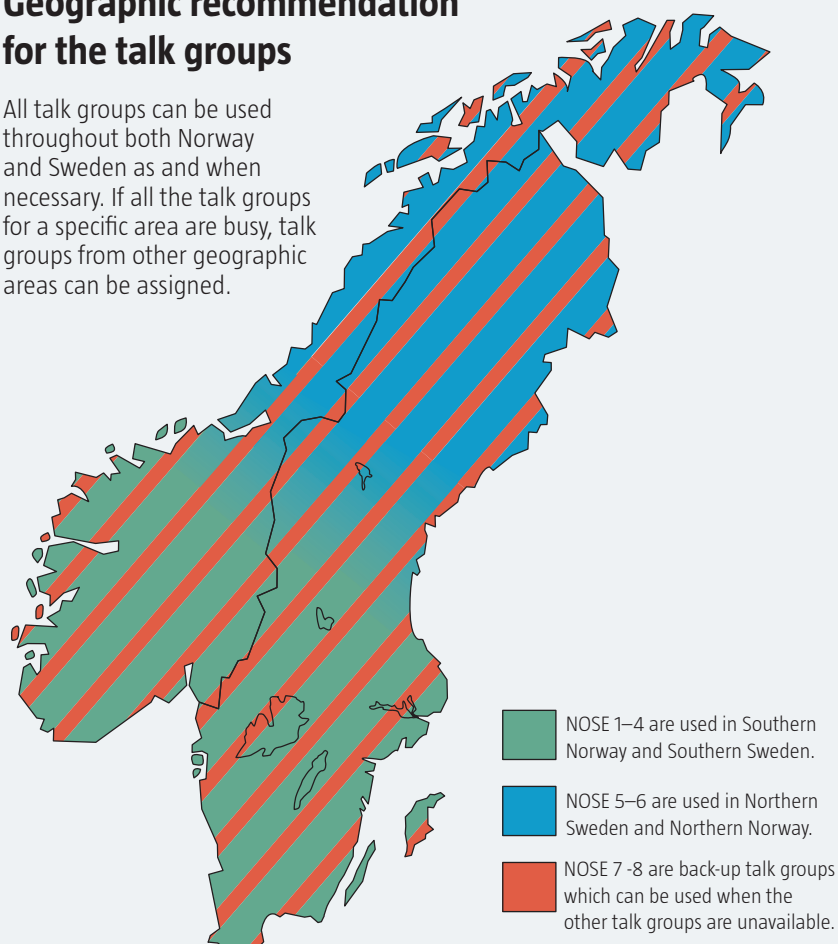 Geographic recommendation
for the talk groups
All talk groups can be used
throughout both Norway
and Sweden as and when
necessary. If all the talk groups
for a specific area are busy, talk
groups from other geographic
areas can be assigned.
NOSE 1–4 are used in Southern
Norway and Southern Sweden.
NOSE 5–6 are used in Northern
Sweden and Northern Norway.
NOSE 7 -8 are back-up talk groups
which can be used when the
other talk groups are unavailable.